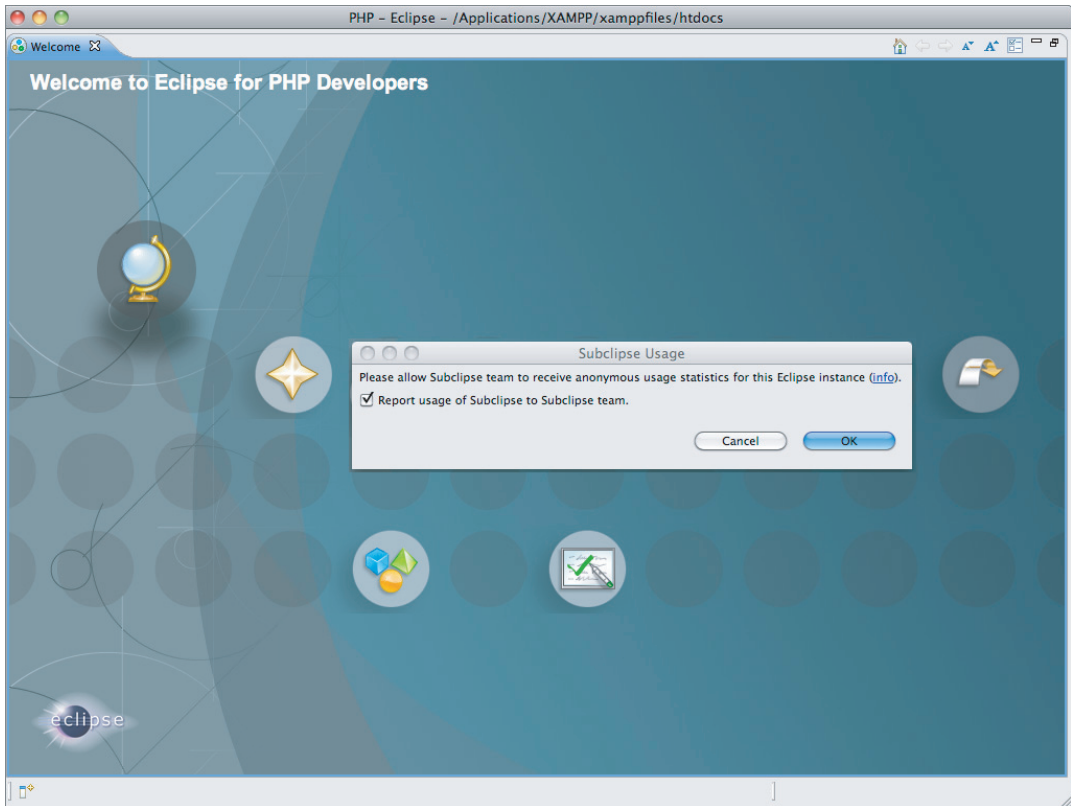 PHP – Eclipse – /Applications/XAMPP/xamppfiles/htdocs
Welcome
Welcome to Eclipse for PHP Developers
Subclipse Usage
Please allow Subclipse team to receive anonymous usage statistics for this Eclipse instance (info).
Report usage of Subclipse to Subclipse team.
Cancel OK
eclipse